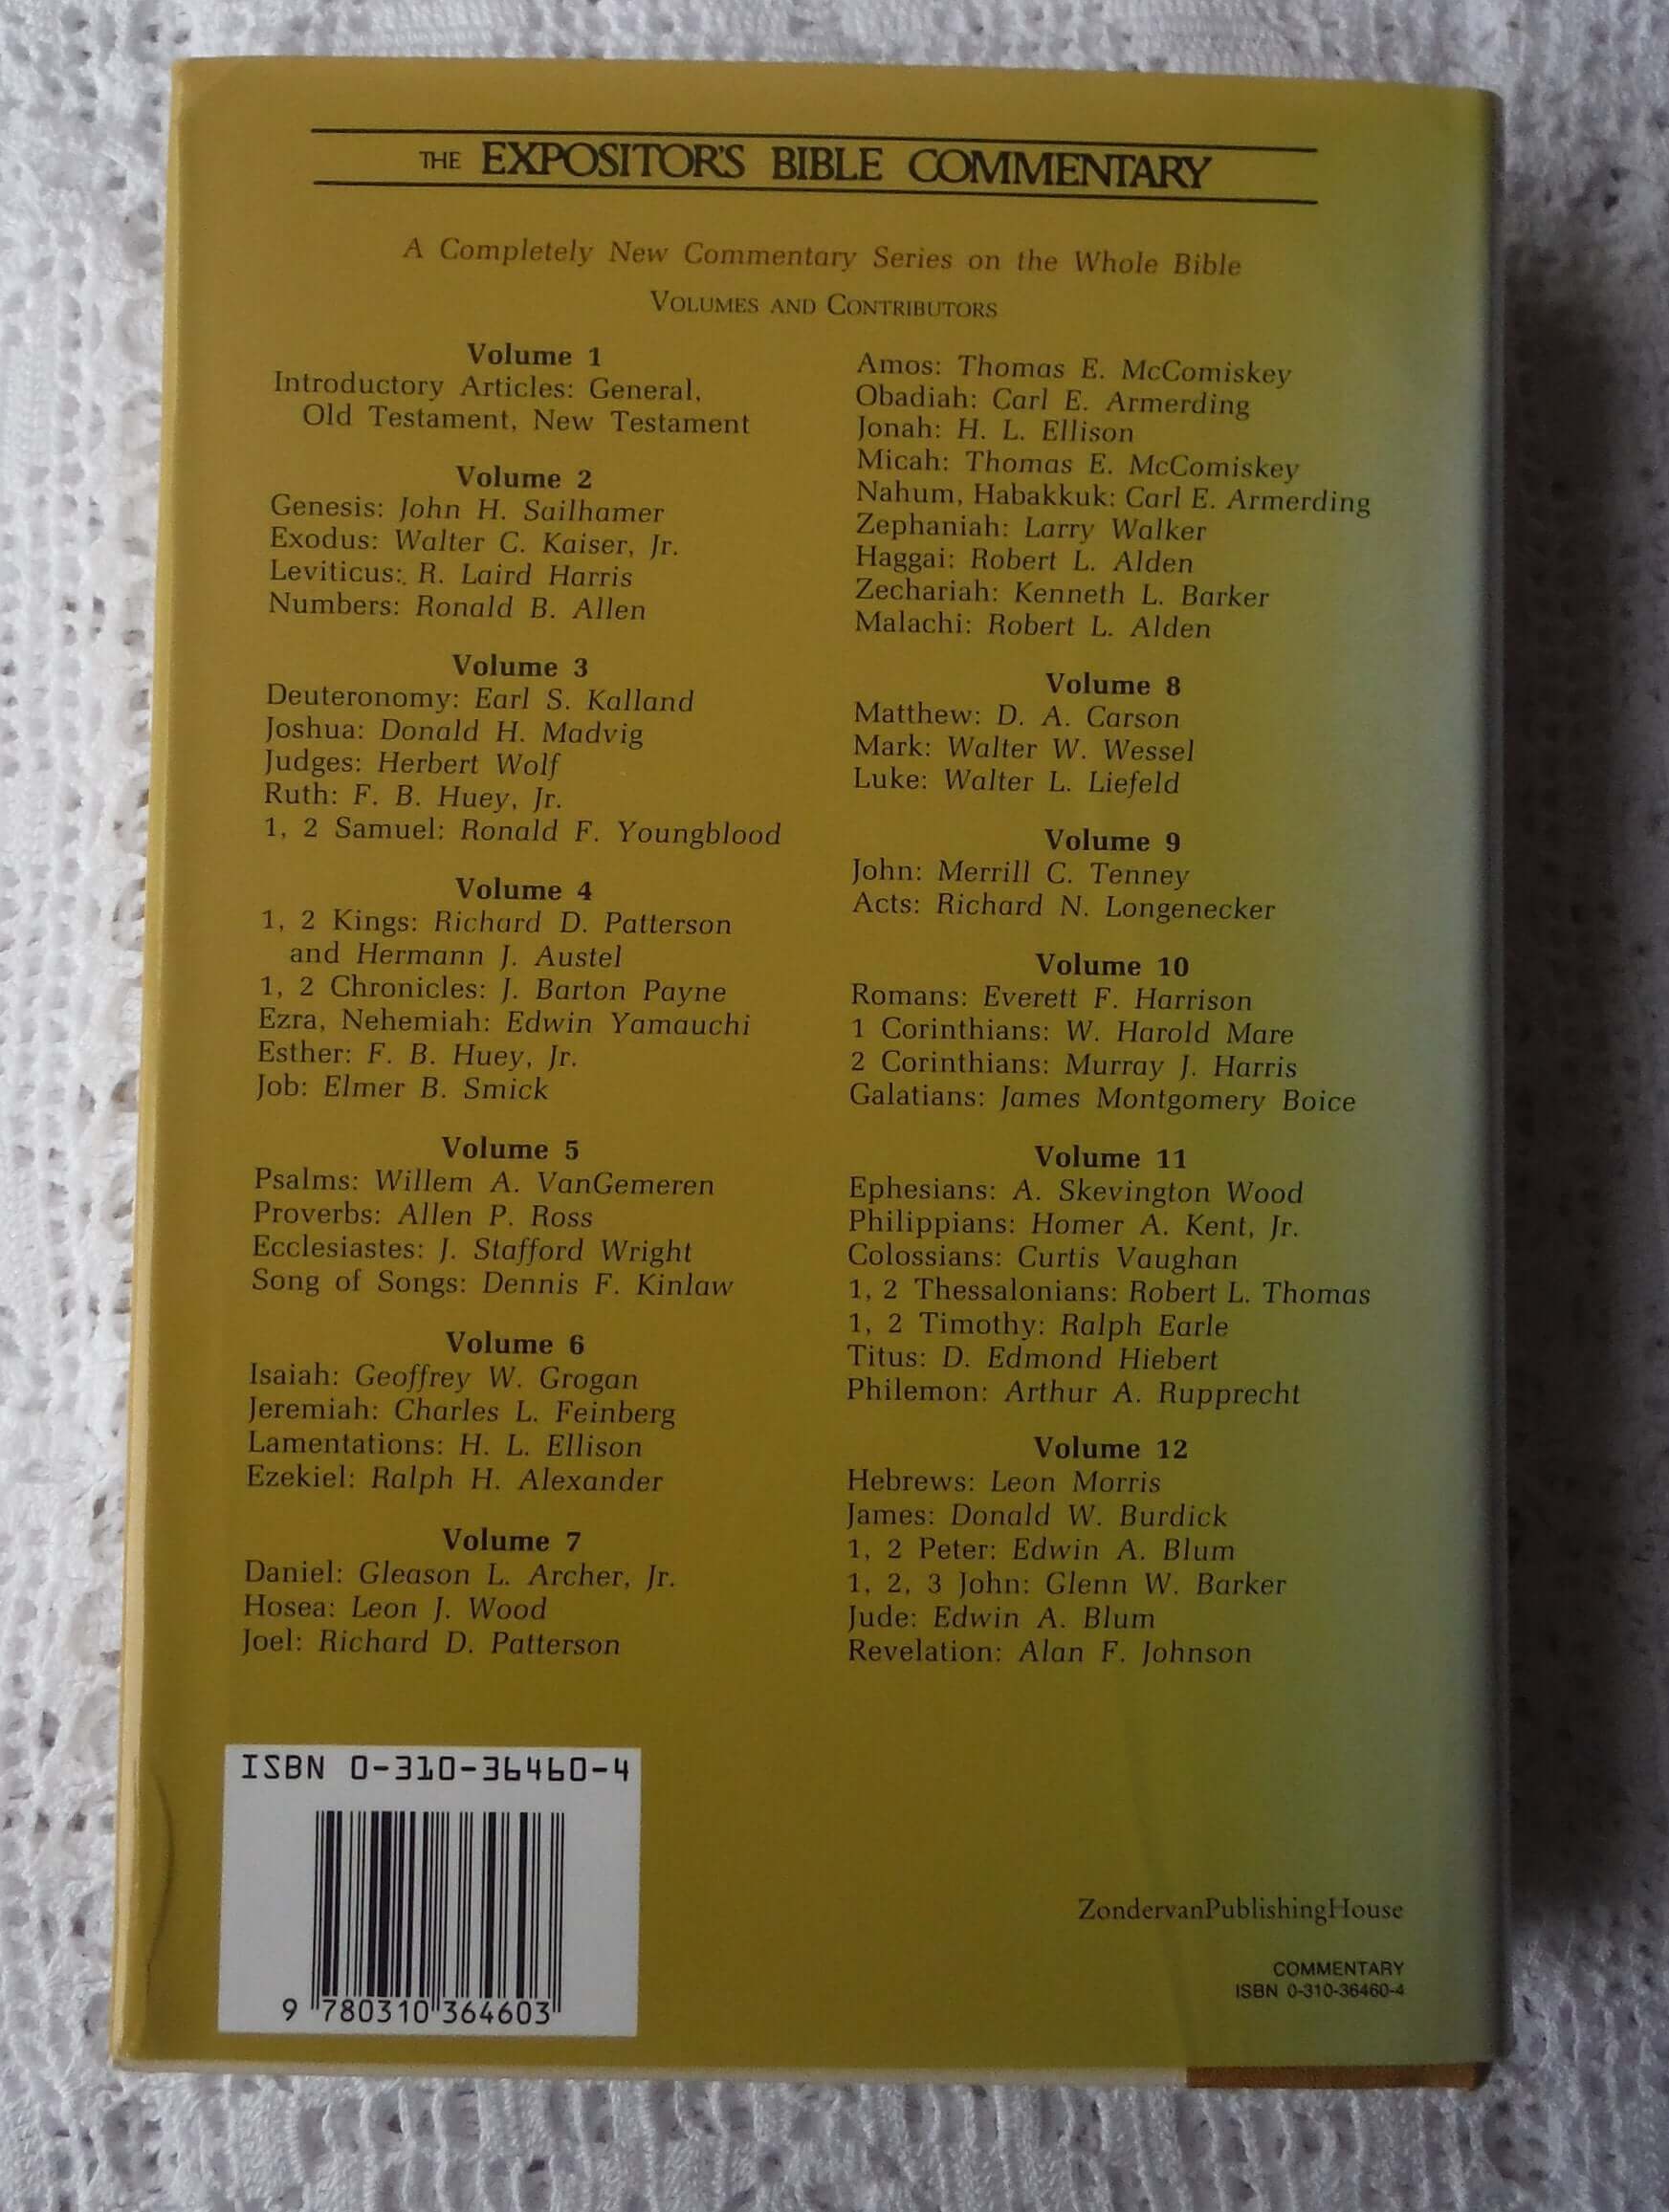 THE EXPOSITOR'S BIBLE COMMENTARY
A Completely New Commentary Series on the Whole Bible
VOLUMES AND CONTRIBUTORS
Volume 1
Introductory Articles: General,
Old Testament, New Testament
Volume 2
Genesis: John H. Sailhamer
Exodus: Walter C. Kaiser, Jr.
Leviticus: R. Laird Harris
Numbers: Ronald B. Allen
Volume 3
Deuteronomy: Earl S. Kalland
Joshua: Donald H. Madvig
Judges: Herbert Wolf
Ruth: F. B. Huey, Jr.
1, 2 Samuel: Ronald F. Youngblood
Volume 4
1, 2 Kings: Richard D. Patterson
and Hermann J. Austel
1, 2 Chronicles: J. Barton Payne
Ezra, Nehemiah: Edwin Yamauchi
Esther: F. B. Huey, Jr.
Job: Elmer B. Smick
Volume 5
Psalms: Willem A. VanGemeren
Proverbs: Allen P. Ross
Ecclesiastes: J. Stafford Wright
Song of Songs: Dennis F. Kinlaw
Volume 6
Isaiah: Geoffrey W. Grogan
Jeremiah: Charles L. Feinberg
Lamentations: H. L. Ellison
Ezekiel: Ralph H. Alexander
Volume 7
Daniel: Gleason L. Archer, Jr.
Hosea: Leon J. Wood
Joel: Richard D. Patterson
Amos: Thomas E. McComiskey
Obadiah: Carl E. Armerding
Jonah: H. L. Ellison
Micah: Thomas E. McComiskey
Nahum, Habakkuk: Carl E. Armerding
Zephaniah: Larry Walker
Haggai: Robert L. Alden
Zechariah: Kenneth L. Barker
Malachi: Robert L. Alden
Volume 8
Matthew: D. A. Carson
Mark: Walter W. Wessel
Luke: Walter L. Liefeld
Volume 9
John: Merrill C. Tenney
Acts: Richard N. Longenecker
Volume 10
Romans: Everett F. Harrison
1 Corinthians: W. Harold Mare
2 Corinthians: Murray J. Harris
Galatians: James Montgomery Boice
Volume 11
Ephesians: A. Skevington Wood
Philippians: Homer A. Kent, Jr.
Colossians: Curtis Vaughan
1, 2 Thessalonians: Robert L. Thomas
1, 2 Timothy: Ralph Earle
Titus: D. Edmond Hiebert
Philemon: Arthur A. Rupprecht
Volume 12
Hebrews: Leon Morris
James: Donald W. Burdick
1, 2 Peter: Edwin A. Blum
1, 2, 3 John: Glenn W. Barker
Jude: Edwin A. Blum
Revelation: Alan F. Johnson
ISBN 0-310-36460-4
9 780310 364603
ZondervanPublishingHouse
COMMENTARY
ISBN 0-310-36460-4